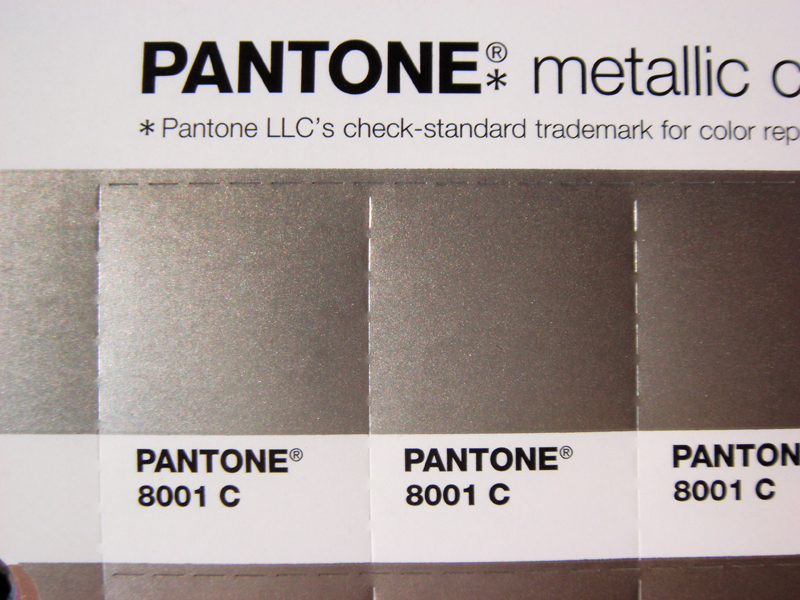 PANTONE®* metallic c
* Pantone LLC's check-standard trademark for color rep
PANTONE® PANTONE® PANTON
8001 C 8001 C 8001 C